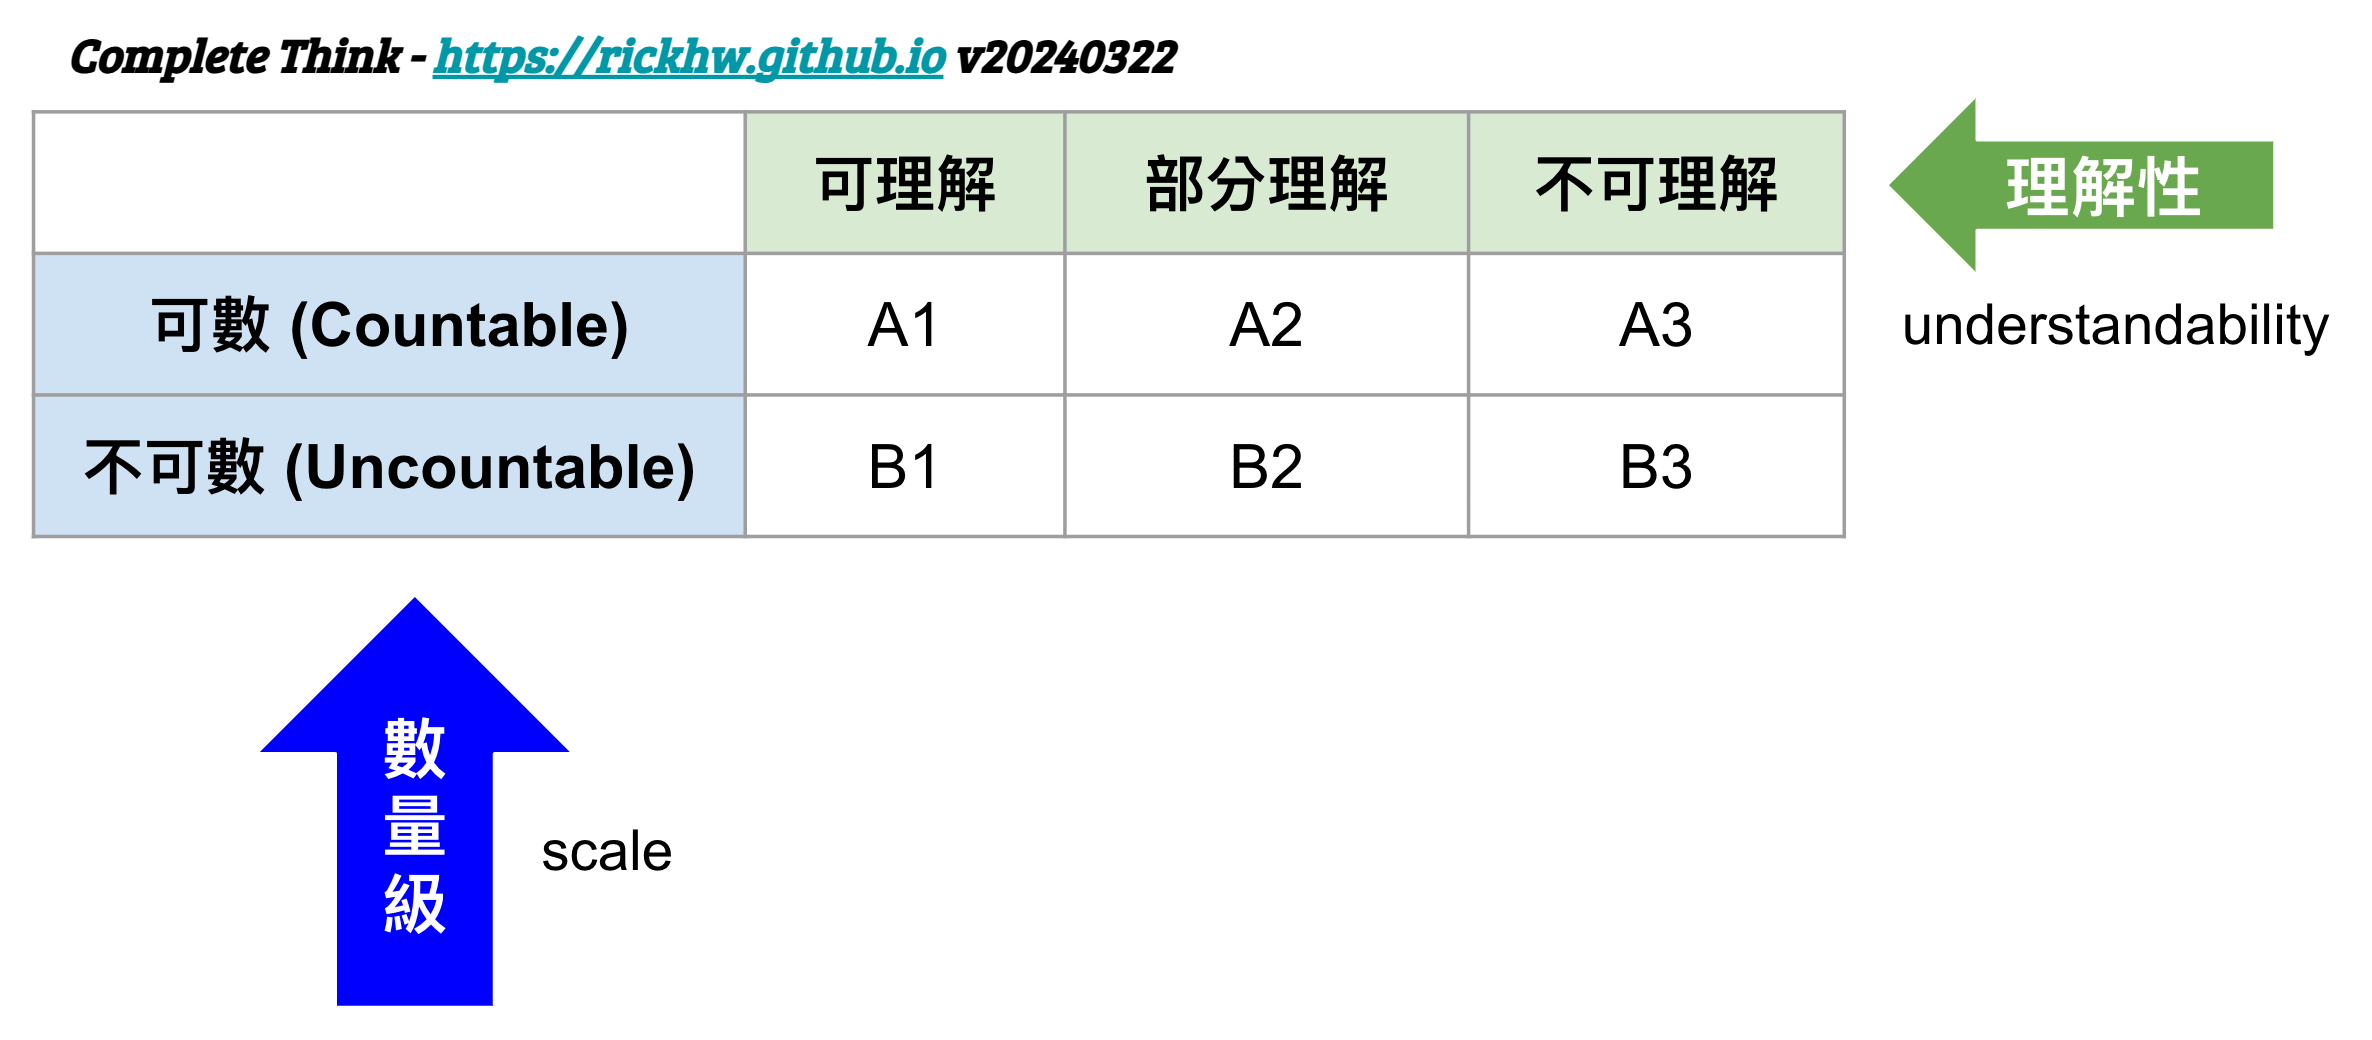 Complete Think - https://rickhw.github.io v20240322
可理解 部分理解 不可理解
理解性
可數 (Countable) A1 A2 A3
understandability
不可數 (Uncountable) B1 B2 B3
數
量
級
scale